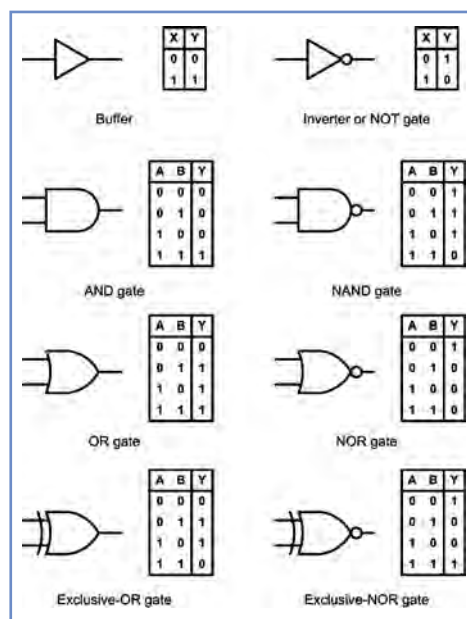 X Y X Y
0 0 0 1
1 1 1 0
Buffer Inverter or NOT gate
A B Y A B Y
0 0 0 0 0 1
0 1 0 0 1 1
1 0 0 1 0 1
1 1 1 1 1 0
AND gate NAND gate
A B Y A B Y
0 0 0 0 0 1
0 1 1 0 1 0
1 0 1 1 0 0
1 1 1 1 1 0
OR gate NOR gate
A B Y A B Y
0 0 0 0 0 1
0 1 1 0 1 0
1 0 1 1 0 0
1 1 0 1 1 1
Exclusive-OR gate Exclusive-NOR gate